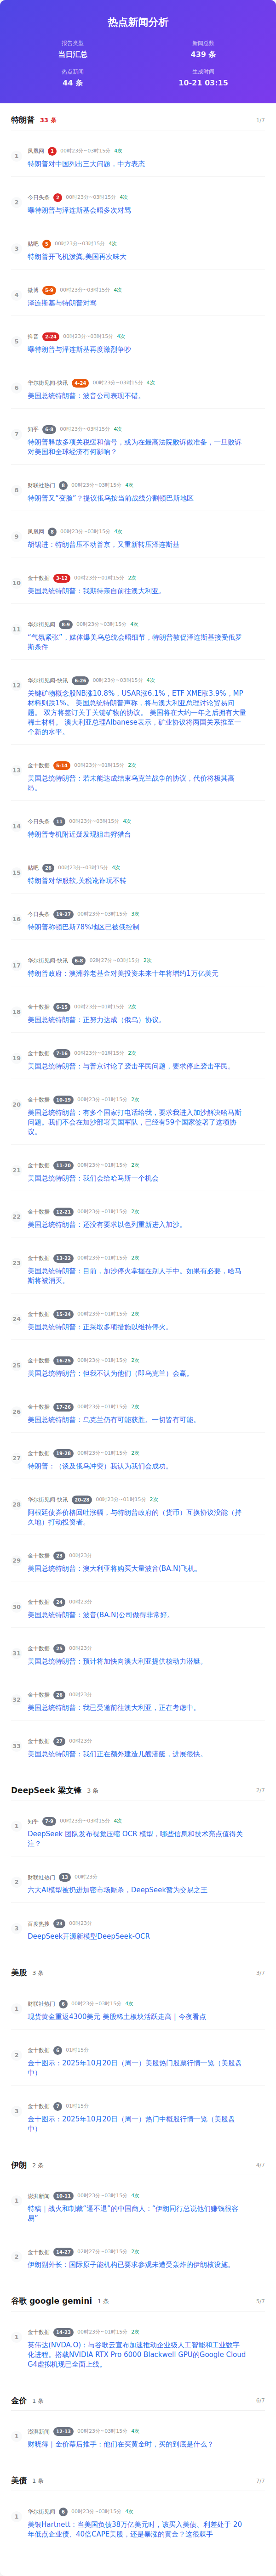 热点新闻分析
报告类型
新闻总数
当日汇总
439 条
热点新闻
生成时间
44 条
10-21 03:15
特朗普 33 条 1/7
1
凤凰网 1 00时23分~03时15分 4次
特朗普对中国列出三大问题，中方表态
2
今日头条 2 00时23分~03时15分 4次
曝特朗普与泽连斯基会晤多次对骂
3
贴吧 5 00时23分~03时15分 4次
特朗普开飞机泼粪,美国再次味大
4
微博 5-9 00时23分~03时15分 4次
泽连斯基与特朗普对骂
5
抖音 2-24 00时23分~03时15分 4次
曝特朗普与泽连斯基再度激烈争吵
6
华尔街见闻-快讯 4-24 00时23分~03时15分 4次
美国总统特朗普：波音公司表现不错。
7
知乎 6-8 00时23分~03时15分 4次
特朗普释放多项关税缓和信号，或为在最高法院败诉做准备，一旦败诉
对美国和全球经济有何影响？
8
财联社热门 8 00时23分~03时15分 4次
特朗普又“变脸”？提议俄乌按当前战线分割顿巴斯地区
9
凤凰网 8 00时23分~03时15分 4次
胡锡进：特朗普压不动普京，又重新转压泽连斯基
10
金十数据 3-12 00时23分~01时15分 2次
美国总统特朗普：我期待亲自前往澳大利亚。
11
华尔街见闻 8-9 00时23分~03时15分 4次
“气氛紧张”，媒体爆美乌总统会晤细节，特朗普敦促泽连斯基接受俄罗
斯条件
12
华尔街见闻-快讯 6-26 00时23分~03时15分 4次
关键矿物概念股NB涨10.8%，USAR涨6.1%，ETF XME涨3.9%，MP
材料则跌1%。 美国总统特朗普声称，将与澳大利亚总理讨论贸易问
题。 双方将签订关于关键矿物的协议。 美国将在大约一年之后拥有大量
稀土材料。 澳大利亚总理Albanese表示，矿业协议将两国关系推至一
个新的水平。
13
金十数据 5-14 00时23分~01时15分 2次
美国总统特朗普：若未能达成结束乌克兰战争的协议，代价将极其高
昂。
14
今日头条 11 00时23分~03时15分 4次
特朗普专机附近疑发现狙击狩猎台
15
贴吧 28 00时23分~03时15分 4次
特朗普对华服软,关税讹诈玩不转
16
今日头条 19-27 00时23分~03时15分 3次
特朗普称顿巴斯78%地区已被俄控制
17
华尔街见闻-快讯 6-8 02时27分~03时15分 2次
特朗普政府：澳洲养老基金对美投资未来十年将增约1万亿美元
18
金十数据 6-15 00时23分~01时15分 2次
美国总统特朗普：正努力达成（俄乌）协议。
19
金十数据 7-16 00时23分~01时15分 2次
美国总统特朗普：与普京讨论了袭击平民问题，要求停止袭击平民。
20
金十数据 10-19 00时23分~01时15分 2次
美国总统特朗普：有多个国家打电话给我，要求我进入加沙解决哈马斯
问题。我们不会在加沙部署美国军队，已经有59个国家签署了这项协
议。
21
金十数据 11-20 00时23分~01时15分 2次
美国总统特朗普：我们会给哈马斯一个机会
22
金十数据 12-21 00时23分~01时15分 2次
美国总统特朗普：还没有要求以色列重新进入加沙。
23
金十数据 13-22 00时23分~01时15分 2次
美国总统特朗普：目前，加沙停火掌握在别人手中。如果有必要，哈马
斯将被消灭。
24
金十数据 15-24 00时23分~01时15分 2次
美国总统特朗普：正采取多项措施以维持停火。
25
金十数据 16-25 00时23分~01时15分 2次
美国总统特朗普：但我不认为他们（即乌克兰）会赢。
26
金十数据 17-26 00时23分~01时15分 2次
美国总统特朗普：乌克兰仍有可能获胜。一切皆有可能。
27
金十数据 19-28 00时23分~01时15分 2次
特朗普：（谈及俄乌冲突）我认为我们会成功。
28
华尔街见闻-快讯 20-28 00时23分~01时15分 2次
阿根廷债券价格回吐涨幅，与特朗普政府的（货币）互换协议没能（持
久地）打动投资者。
29
金十数据 23 00时23分
美国总统特朗普：澳大利亚将购买大量波音(BA.N)飞机。
30
金十数据 24 00时23分
美国总统特朗普：波音(BA.N)公司做得非常好。
31
金十数据 25 00时23分
美国总统特朗普：预计将加快向澳大利亚提供核动力潜艇。
32
金十数据 26 00时23分
美国总统特朗普：我已受邀前往澳大利亚，正在考虑中。
33
金十数据 27 00时23分
美国总统特朗普：我们正在额外建造几艘潜艇，进展很快。
DeepSeek 梁文锋 3 条 2/7
1
知乎 7-9 00时23分~03时15分 4次
DeepSeek 团队发布视觉压缩 OCR 模型，哪些信息和技术亮点值得关
注？
2
财联社热门 13 00时23分
六大AI模型被扔进加密市场厮杀，DeepSeek暂为交易之王
3
百度热搜 23 00时23分
DeepSeek开源新模型DeepSeek-OCR
美股 3 条 3/7
1
财联社热门 6 00时23分~03时15分 4次
现货黄金重返4300美元 美股稀土板块活跃走高 | 今夜看点
2
金十数据 6 01时15分
金十图示：2025年10月20日（周一）美股热门股票行情一览（美股盘
中）
3
金十数据 7 01时15分
金十图示：2025年10月20日（周一）热门中概股行情一览（美股盘
中）
伊朗 2 条 4/7
1
澎湃新闻 10-11 00时23分~03时15分 4次
特稿｜战火和制裁“逼不退”的中国商人：“伊朗同行总说他们赚钱很容
易”
2
金十数据 14-27 02时27分~03时15分 2次
伊朗副外长：国际原子能机构已要求参观未遭受轰炸的伊朗核设施。
谷歌 google gemini 1 条 5/7
1
金十数据 14-23 00时23分~01时15分 2次
英伟达(NVDA.O)：与谷歌云宣布加速推动企业级人工智能和工业数字
化进程。搭载NVIDIA RTX Pro 6000 Blackwell GPU的Google Cloud
G4虚拟机现已全面上线。
金价 1 条 6/7
1
澎湃新闻 12-13 00时23分~03时15分 4次
财晓得｜金价幕后推手：他们在买黄金时，买的到底是什么？
美债 1 条 7/7
1
华尔街见闻 6 00时23分~03时15分 4次
美银Hartnett：当美国负债38万亿美元时，该买入美债、利差处于 20
年低点企业债、40倍CAPE美股，还是暴涨的黄金？这很棘手